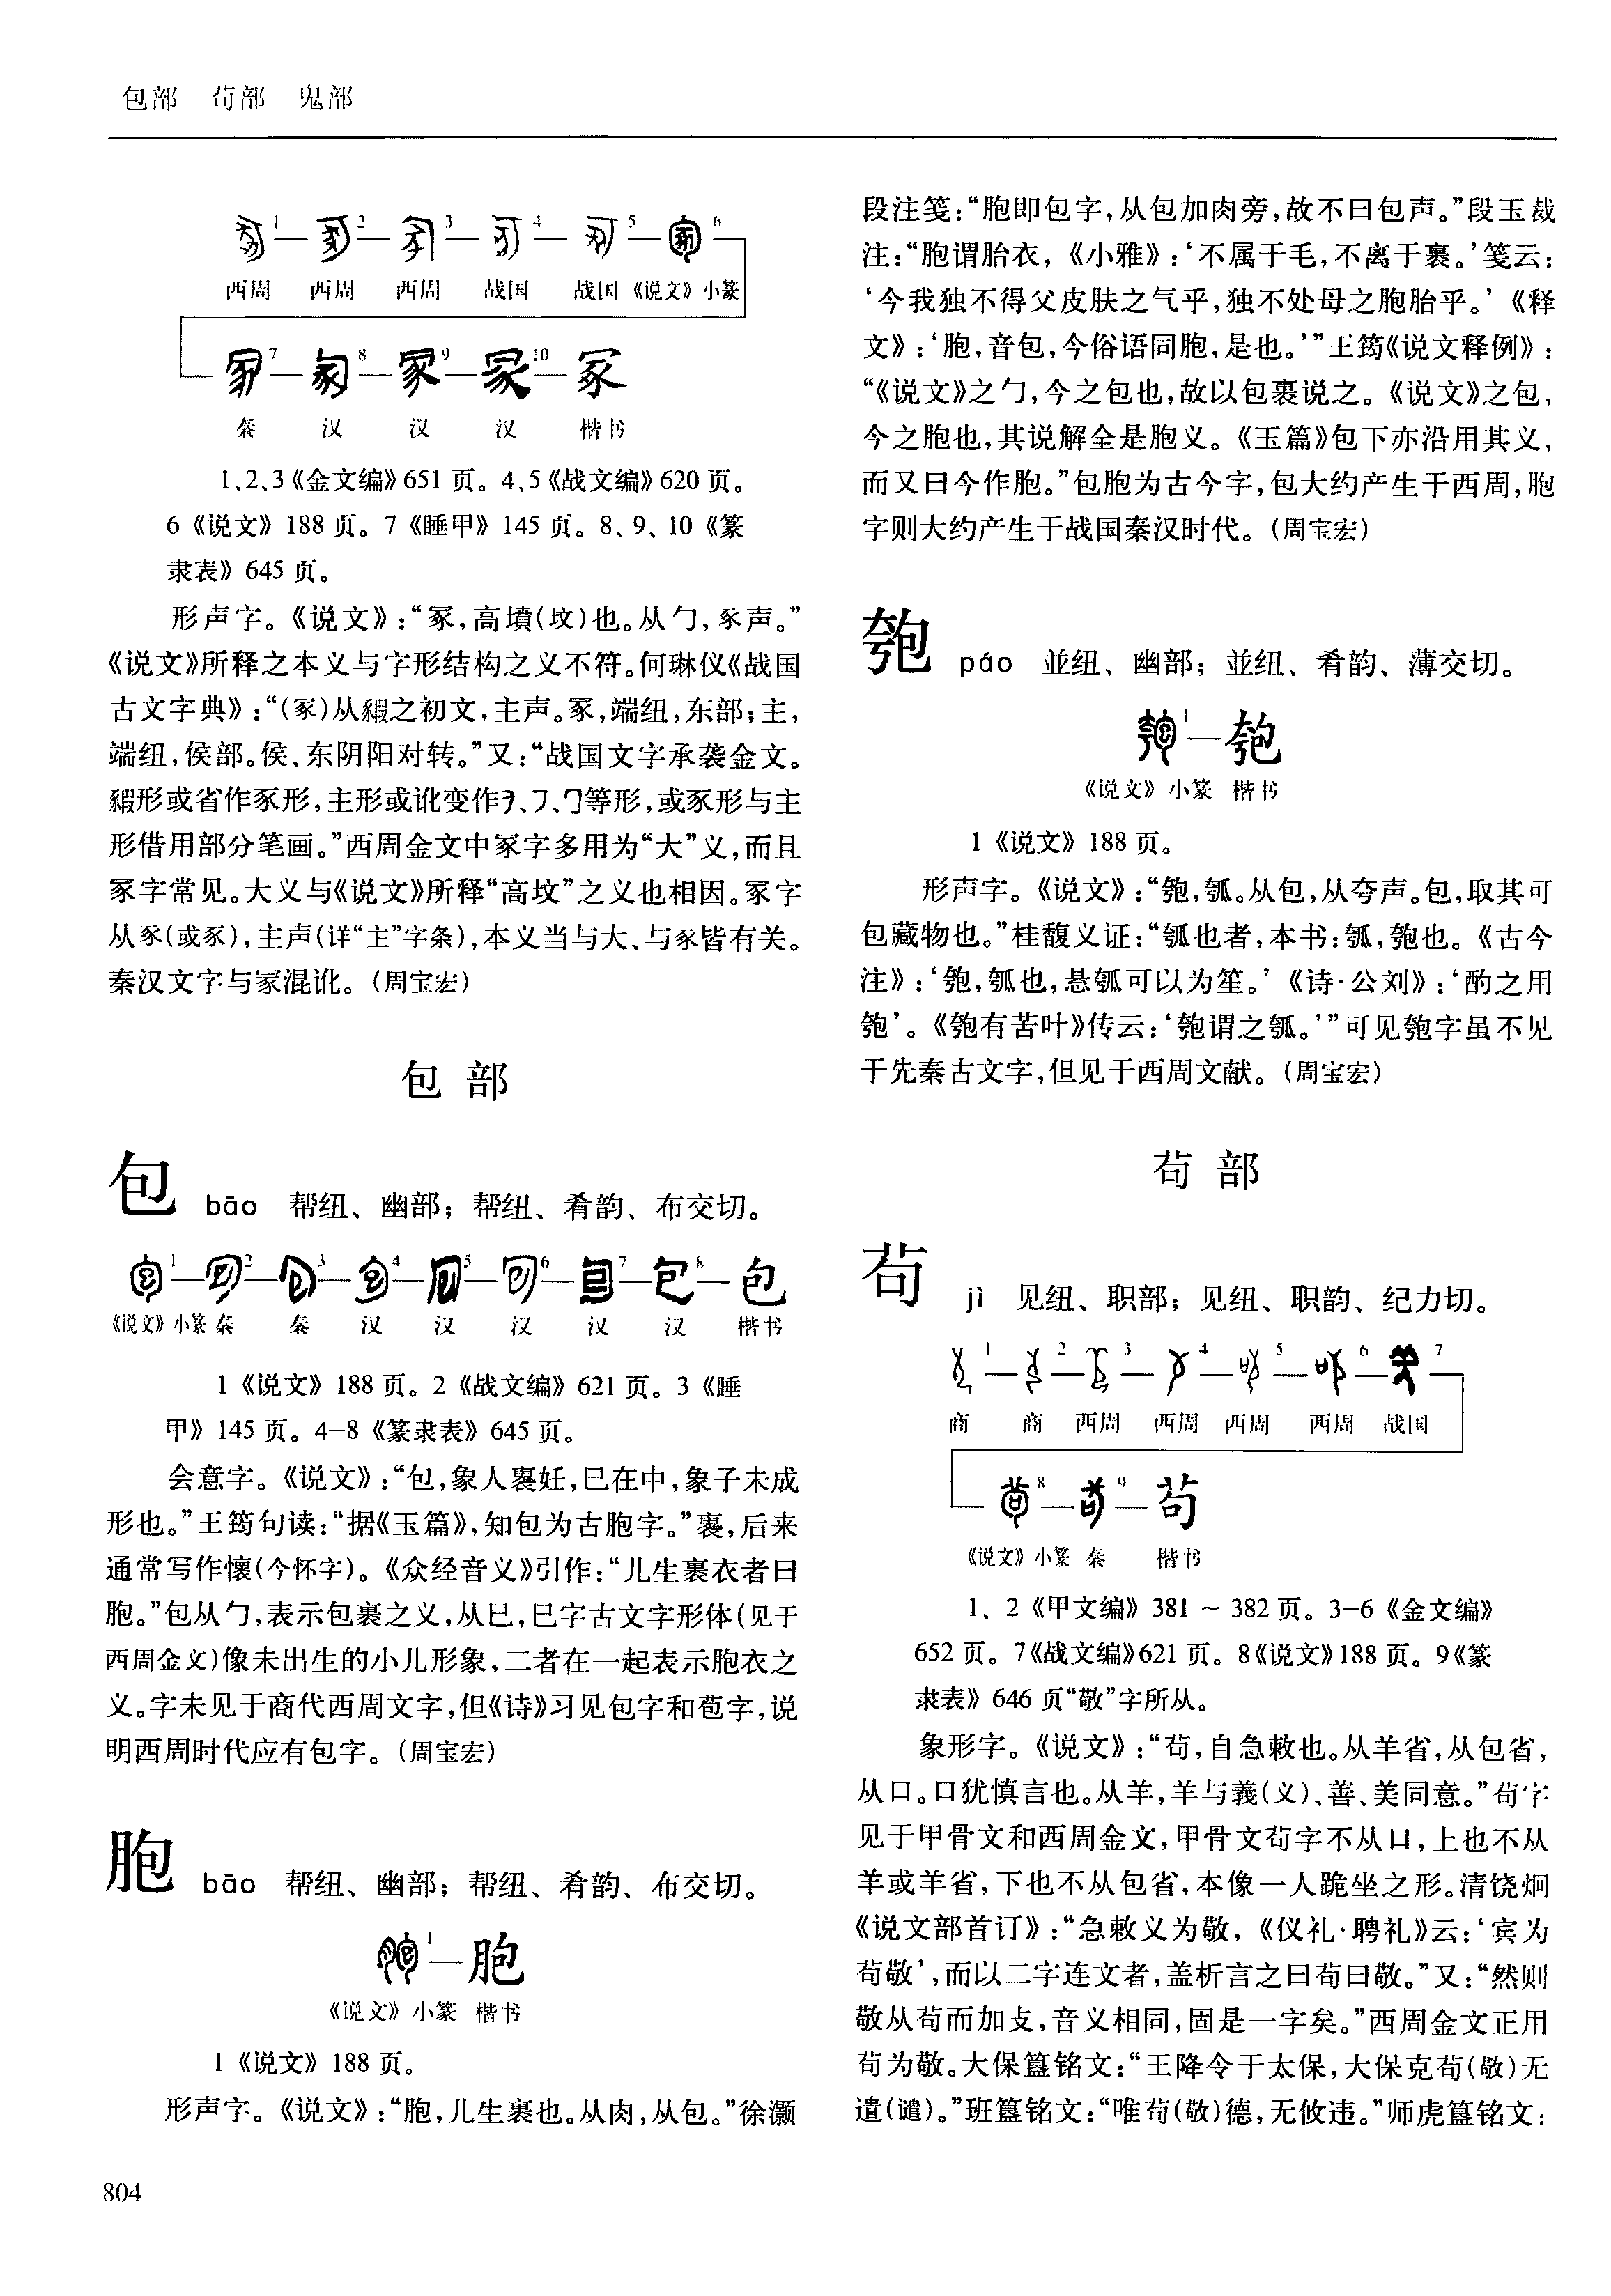 包部 茍部 鬼部
1 2 3 4 5 6
西周 西周 西周 战国 战国《说文》小篆
7 8 9 10 冢
秦 汉 汉 汉 楷书
1、2、3《金文编》651 页。4、5《战文编》620 页。
6《说文》188 页。7《睡甲》145 页。8、9、10《篆
隶表》645 页。
形声字。《说文》:“冢,高墳(坟)也。从勹,豖声。”
《说文》所释之本义与字形结构之义不符。何琳仪《战国
古文字典》:“(冢)从豭之初文,主声。冢,端纽,东部;主,
端纽,侯部。侯、东阴阳对转。”又:“战国文字承袭金文。
豭形或省作豕形,主形或讹变作 、 、 等形,或豕形与主
形借用部分笔画。”西周金文中冢字多用为“大”义,而且
冢字常见。大义与《说文》所释“高坟”之义也相因。冢字
从豖(或豕),主声(详“主”字条),本义当与大、与豖皆有关。
秦汉文字与冡混讹。(周宝宏)
包 部
包 bāo 帮纽、幽部;帮纽、肴韵、布交切。
1 2 3 4 5 6 7 8 包
《说文》小篆 秦 秦 汉 汉 汉 汉 汉 楷书
1《说文》188 页。2《战文编》621 页。3《睡
甲》145 页。4-8《篆隶表》645 页。
会意字。《说文》:“包,象人褢妊,巳在中,象子未成
形也。”王筠句读:“据《玉篇》,知包为古胞字。”褢,后来
通常写作懷(今怀字)。《众经音义》引作:“儿生裹衣者曰
胞。”包从勹,表示包裹之义,从巳,巳字古文字形体(见于
西周金文)像未出生的小儿形象,二者在一起表示胞衣之
义。字未见于商代西周文字,但《诗》习见包字和苞字,说
明西周时代应有包字。(周宝宏)
胞 bāo 帮纽、幽部;帮纽、肴韵、布交切。
1 胞
《说文》小篆 楷书
1《说文》188 页。
形声字。《说文》:“胞,儿生裹也。从肉,从包。”徐灏
段注笺:“胞即包字,从包加肉旁,故不曰包声。”段玉裁
注:“胞谓胎衣,《小雅》:‘不属于毛,不离于裹。’笺云:
‘今我独不得父皮肤之气乎,独不处母之胞胎乎。’《释
文》:‘胞,音包,今俗语同胞,是也。’”王筠《说文释例》:
“《说文》之勹,今之包也,故以包裹说之。《说文》之包,
今之胞也,其说解全是胞义。《玉篇》包下亦沿用其义,
而又曰今作胞。”包胞为古今字,包大约产生于西周,胞
字则大约产生于战国秦汉时代。(周宝宏)
匏 páo 並纽、幽部;並纽、肴韵、薄交切。
1 匏
《说文》小篆 楷书
1《说文》188 页。
形声字。《说文》:“匏,瓠。从包,从夸声。包,取其可
包藏物也。”桂馥义证:“瓠也者,本书:瓠,匏也。《古今
注》:‘匏,瓠也,悬瓠可以为笙。’《诗·公刘》:‘酌之用
匏’。《匏有苦叶》传云:‘匏谓之瓠。’”可见匏字虽不见
于先秦古文字,但见于西周文献。(周宝宏)
茍 部
茍 jì 见纽、职部;见纽、职韵、纪力切。
1 2 3 4 5 6 7
商 商 西周 西周 西周 西周 战国
8 9 茍
《说文》小篆 秦 楷书
1、2《甲文编》381～382 页。3-6《金文编》
652 页。7《战文编》621 页。8《说文》188 页。9《篆
隶表》646 页“敬”字所从。
象形字。《说文》:“茍,自急敕也。从羊省,从包省,
从口。口犹慎言也。从羊,羊与義(义)、善、美同意。”茍字
见于甲骨文和西周金文,甲骨文茍字不从口,上也不从
羊或羊省,下也不从包省,本像一人跪坐之形。清饶炯
《说文部首订》:“急敕义为敬,《仪礼·聘礼》云:‘宾为
茍敬’,而以二字连文者,盖析言之曰茍曰敬。”又:“然则
敬从茍而加攴,音义相同,固是一字矣。”西周金文正用
茍为敬。大保簋铭文:“王降令于太保,大保克茍(敬)无
遣(谴)。”班簋铭文:“唯茍(敬)德,无攸违。”师虎簋铭文:
804